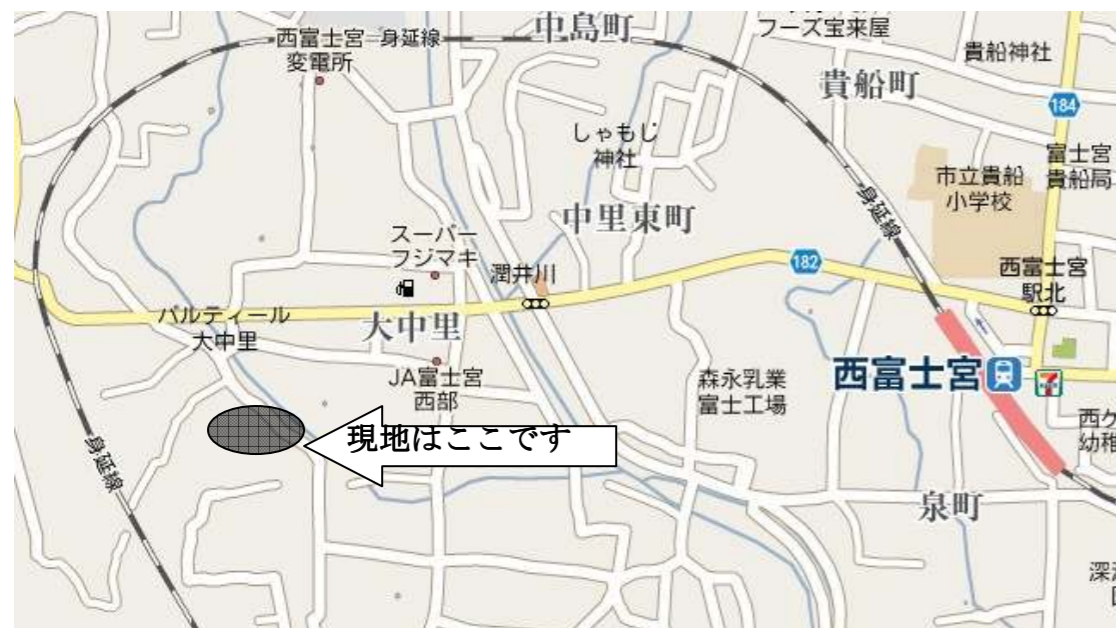 中島町
フーズ宝来屋
西富士宮
変電所
身延線
貴船神社
貴船町
184
しゃもじ
神社
富士宮
貴船局
市立貴船
小学校
身延線
中里東町
スーパー
フジマキ
潤井川
182
西富士宮
駅北
パルティール
大中里
大中里
JA富士宮
西部
森永乳業
富士工場
西富士宮
現地はここです
身延線
泉町